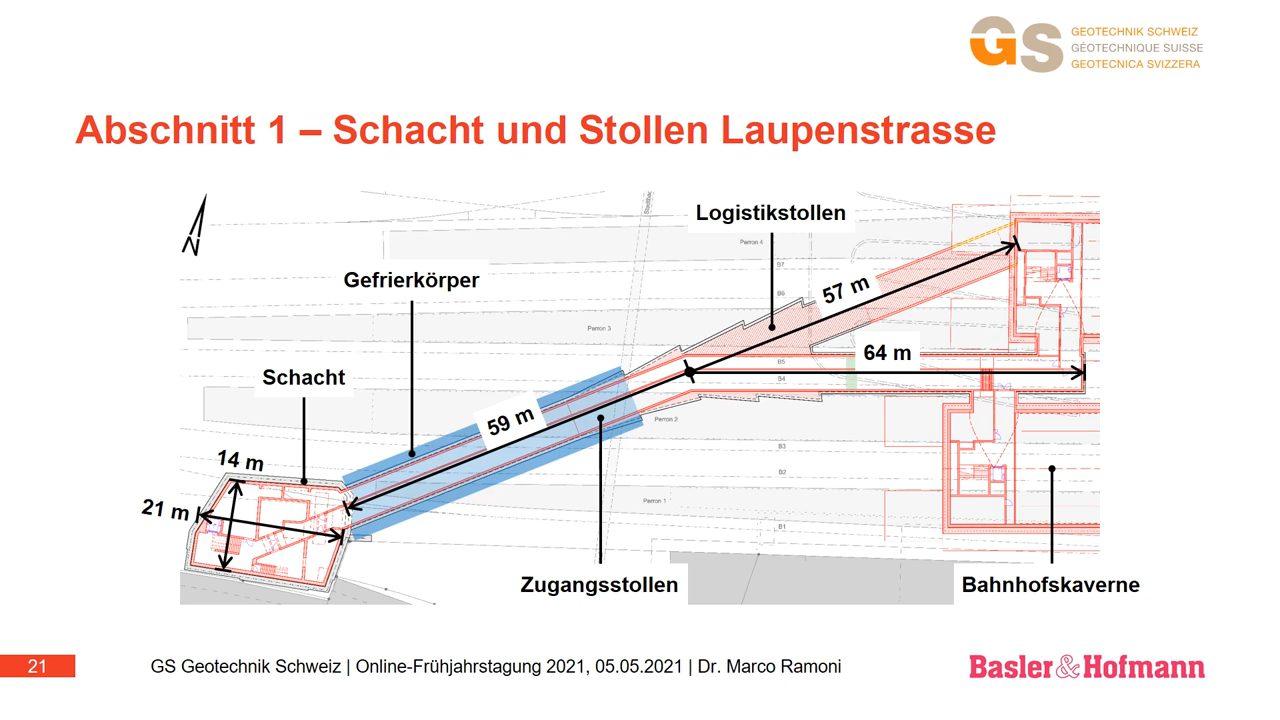 GS
GEOTECHNIK SCHWEIZ
GÉOTECHNIQUE SUISSE
GEOTECNICA SVIZZERA
Abschnitt 1 – Schacht und Stollen Laupenstrasse
N
Logistikstollen
Perron 4
B7
Gefrierkörper
57 m
B6
Perron 3
64 m
B5
Schacht
B4
59 m
Perron 2
B3
14 m
B2
21 m
Perron 1
B1
Zugangsstollen
Bahnhofskaverne
21
GS Geotechnik Schweiz | Online-Frühjahrstagung 2021, 05.05.2021 | Dr. Marco Ramoni
Basler & Hofmann